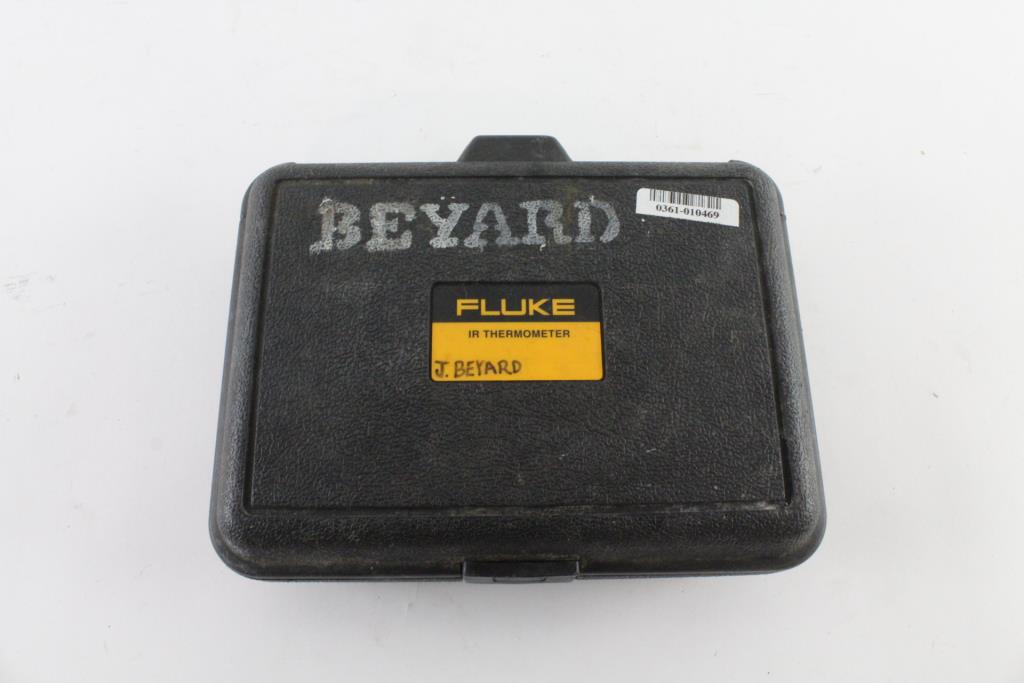 BEYARD
0361-010469
FLUKE
IR THERMOMETER
J. BEYARD